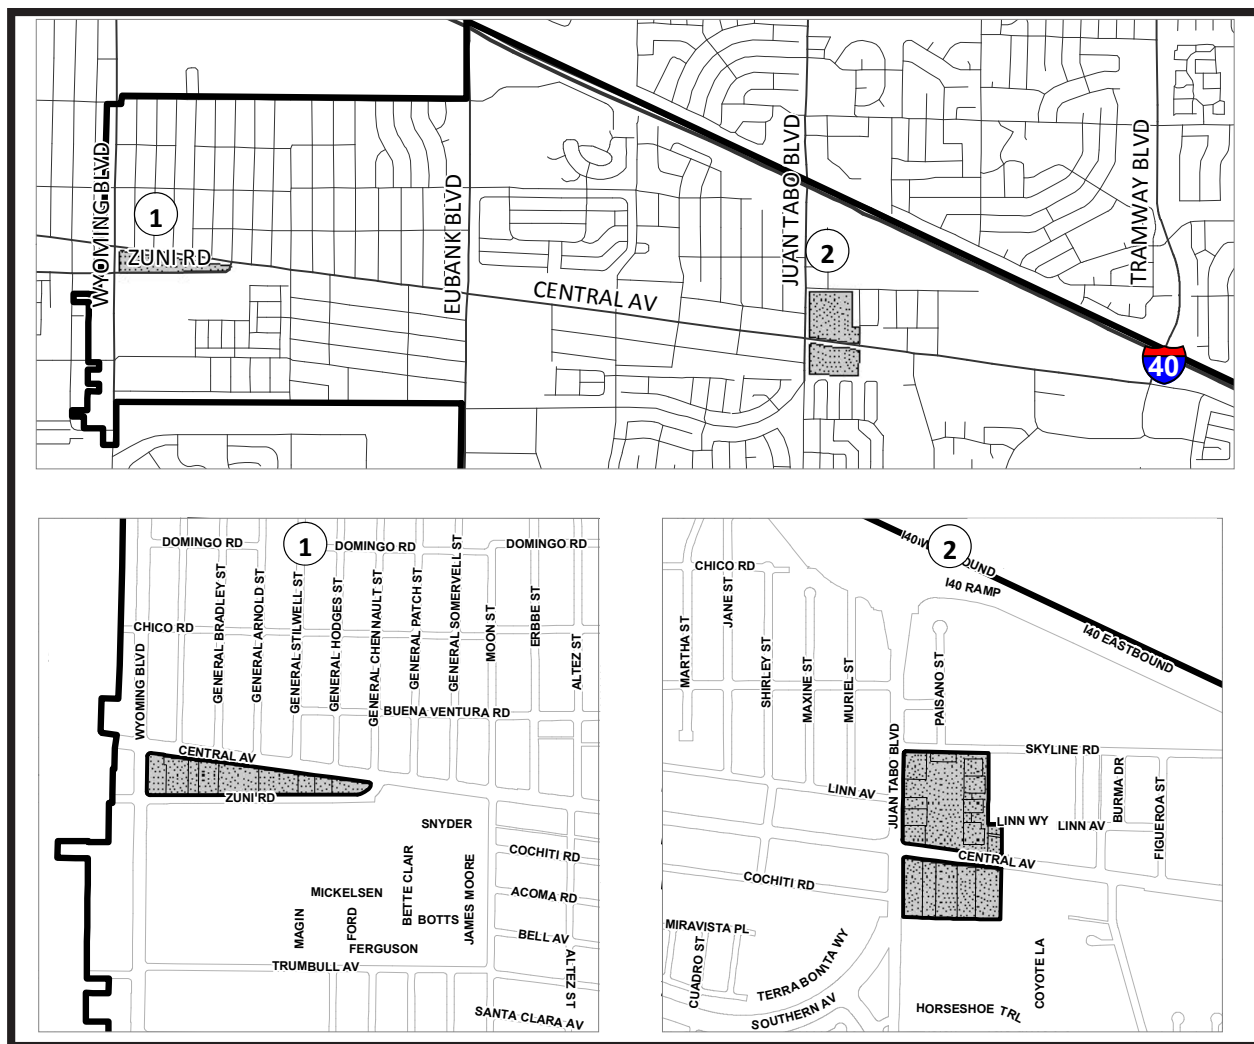 WYOMING BLVD
1
ZUNI RD
EUBANK BLVD
CENTRAL AV
JUAN TABO BLVD
2
TRAMWAY BLVD
40
DOMINGO RD
1
DOMINGO RD
DOMINGO RD
GENERAL BRADLEY ST
GENERAL ARNOLD ST
GENERAL STILWELL ST
GENERAL HODGES ST
GENERAL CHENNAULT ST
GENERAL PATCH ST
GENERAL SOMERVELL ST
MOON ST
ERBBE ST
ALTEZ ST
CHICO RD
WYOMING BLVD
BUENA VENTURA RD
CENTRAL AV
ZUNI RD
SNYDER
COCHITI RD
MICKELSEN
BETTE CLAIR
JAMES MOORE
ACOMA RD
MAGIN
FORD
BOTTS
FERGUSON
BELL AV
TRUMBULL AV
ALTEZ ST
SANTA CLARA AV
2
I40 RAMP
I40 EASTBOUND
CHICO RD
JANE ST
MARTHA ST
SHIRLEY ST
MAXINE ST
MURIEL ST
PAISANO ST
JUAN TABO BLVD
SKYLINE RD
LINN AV
BURMA DR
FIGUEROA ST
LINN WY
LINN AV
CENTRAL AV
COCHITI RD
MIRAVISTA PL
CUADRO ST
TERRA BONITA WY
SOUTHERN AV
COYOTE LA
HORSESHOE TRL